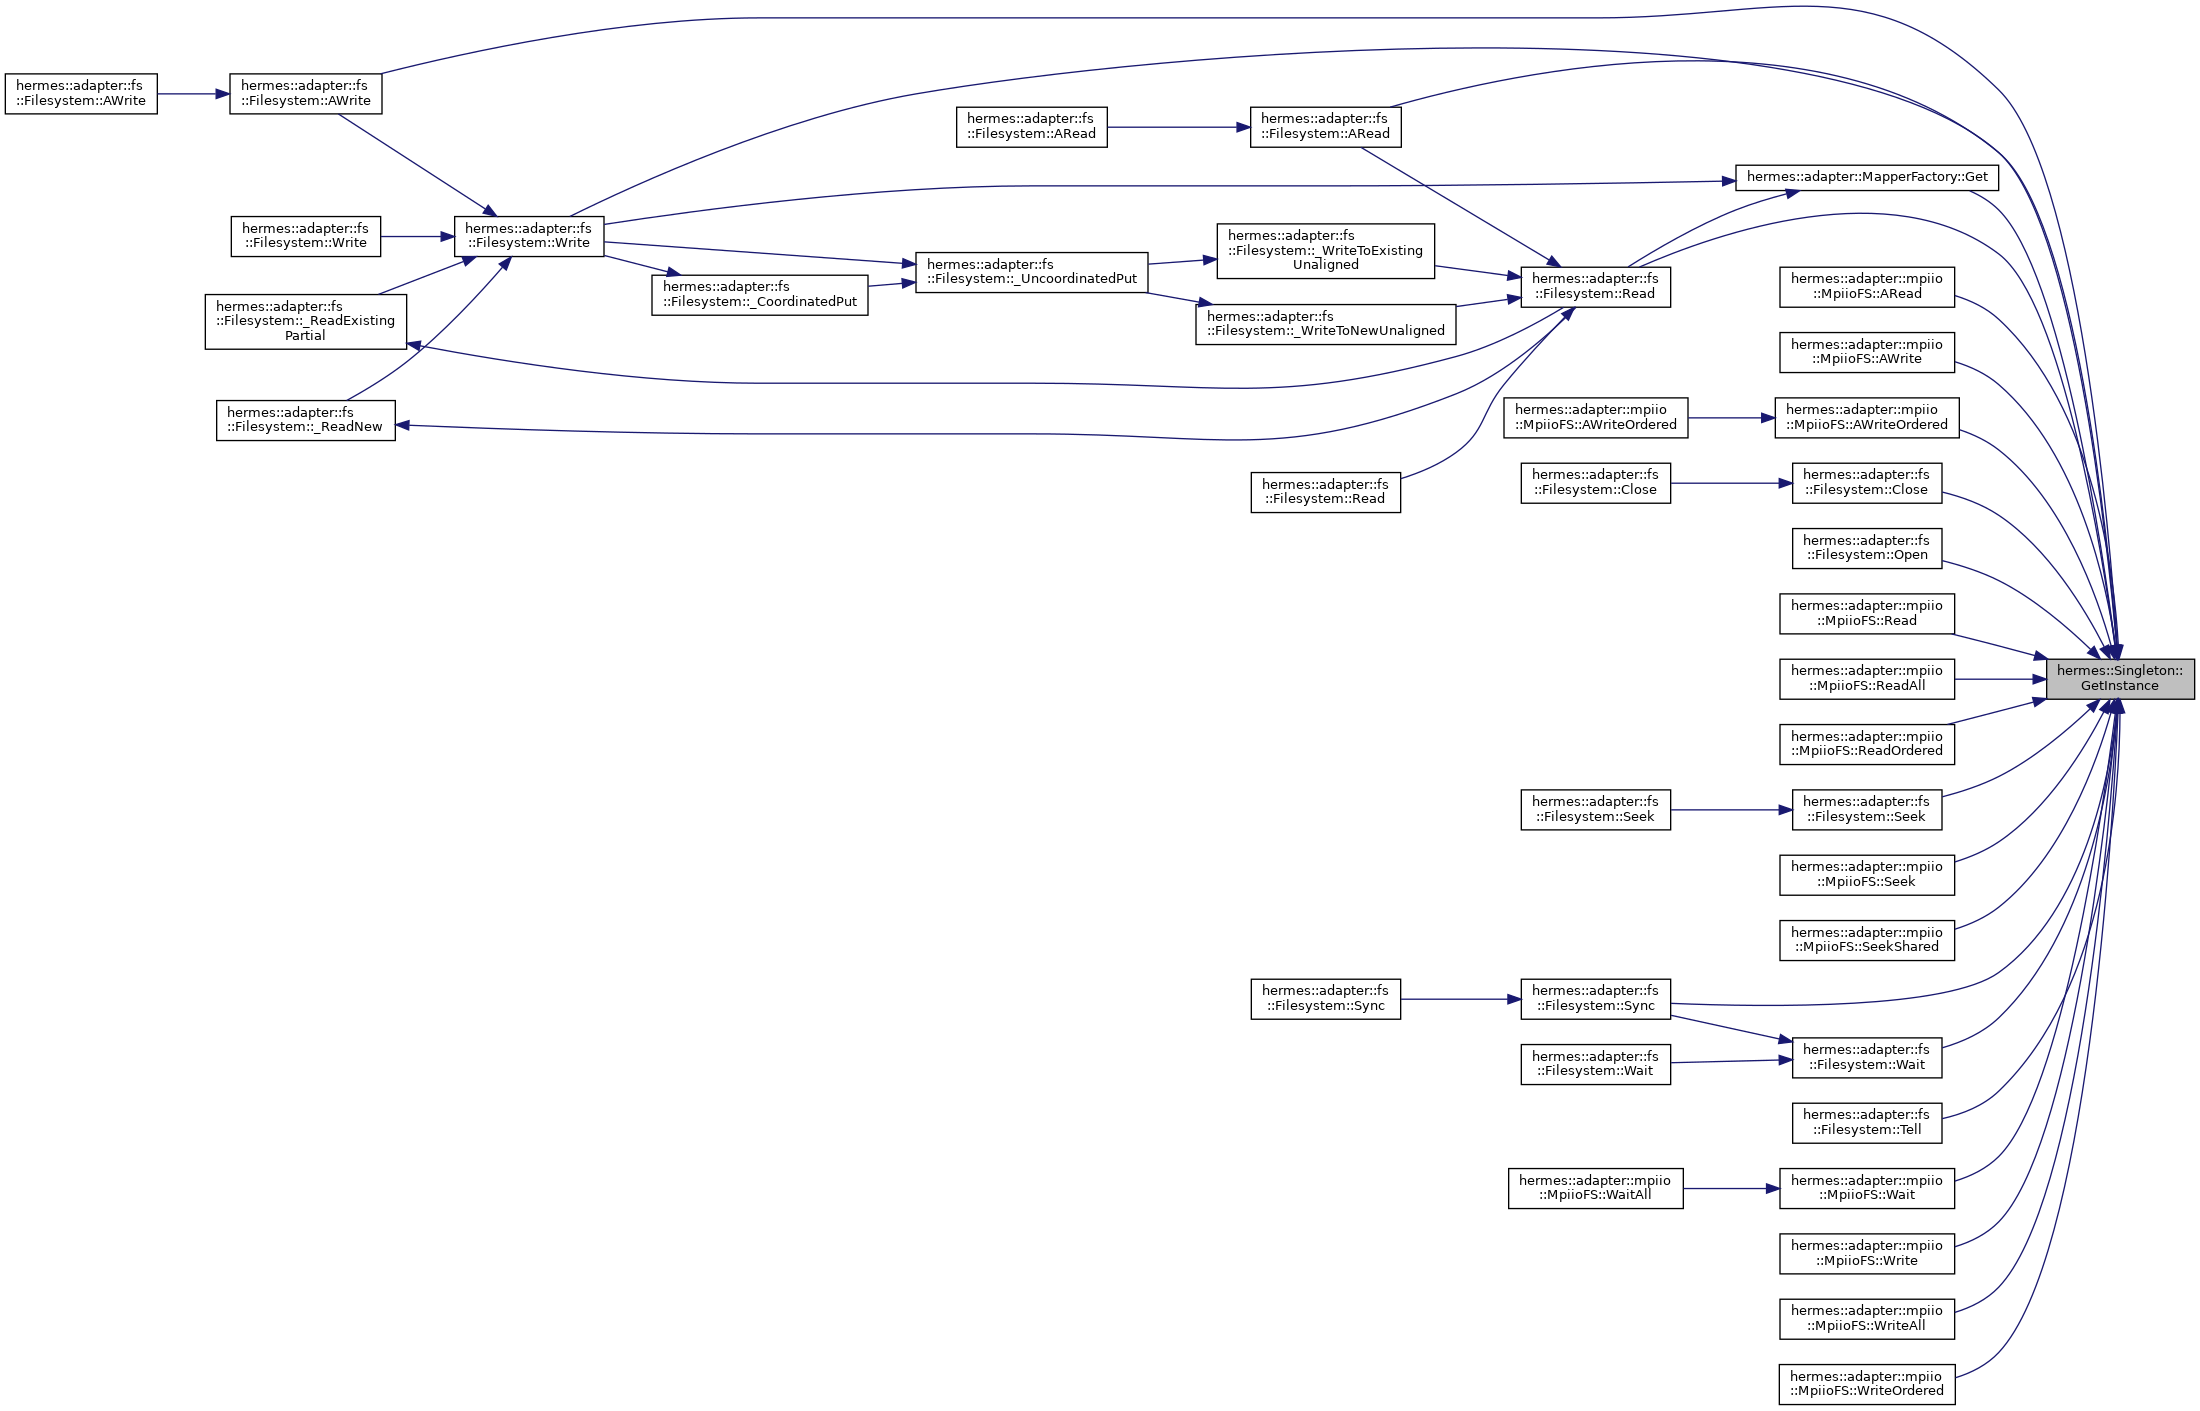 hermes::adapter::fs
::Filesystem::AWrite
hermes::adapter::fs
::Filesystem::AWrite
hermes::adapter::fs
::Filesystem::ARead
hermes::adapter::fs
::Filesystem::ARead
hermes::adapter::MapperFactory::Get
hermes::adapter::fs
::Filesystem::Write
hermes::adapter::fs
::Filesystem::Write
hermes::adapter::fs
::Filesystem::_WriteToExisting
Unaligned
hermes::adapter::fs
::Filesystem::_UncoordinatedPut
hermes::adapter::fs
::Filesystem::_CoordinatedPut
hermes::adapter::fs
::Filesystem::Read
hermes::adapter::mpiio
::MpiioFS::ARead
hermes::adapter::fs
::Filesystem::_ReadExisting
Partial
hermes::adapter::fs
::Filesystem::_WriteToNewUnaligned
hermes::adapter::mpiio
::MpiioFS::AWrite
hermes::adapter::fs
::Filesystem::_ReadNew
hermes::adapter::mpiio
::MpiioFS::AWriteOrdered
hermes::adapter::mpiio
::MpiioFS::AWriteOrdered
hermes::adapter::fs
::Filesystem::Read
hermes::adapter::fs
::Filesystem::Close
hermes::adapter::fs
::Filesystem::Close
hermes::adapter::fs
::Filesystem::Open
hermes::adapter::mpiio
::MpiioFS::Read
hermes::adapter::mpiio
::MpiioFS::ReadAll
hermes::Singleton::
GetInstance
hermes::adapter::mpiio
::MpiioFS::ReadOrdered
hermes::adapter::fs
::Filesystem::Seek
hermes::adapter::fs
::Filesystem::Seek
hermes::adapter::mpiio
::MpiioFS::Seek
hermes::adapter::mpiio
::MpiioFS::SeekShared
hermes::adapter::fs
::Filesystem::Sync
hermes::adapter::fs
::Filesystem::Sync
hermes::adapter::fs
::Filesystem::Wait
hermes::adapter::fs
::Filesystem::Wait
hermes::adapter::fs
::Filesystem::Tell
hermes::adapter::mpiio
::MpiioFS::WaitAll
hermes::adapter::mpiio
::MpiioFS::Wait
hermes::adapter::mpiio
::MpiioFS::Write
hermes::adapter::mpiio
::MpiioFS::WriteAll
hermes::adapter::mpiio
::MpiioFS::WriteOrdered